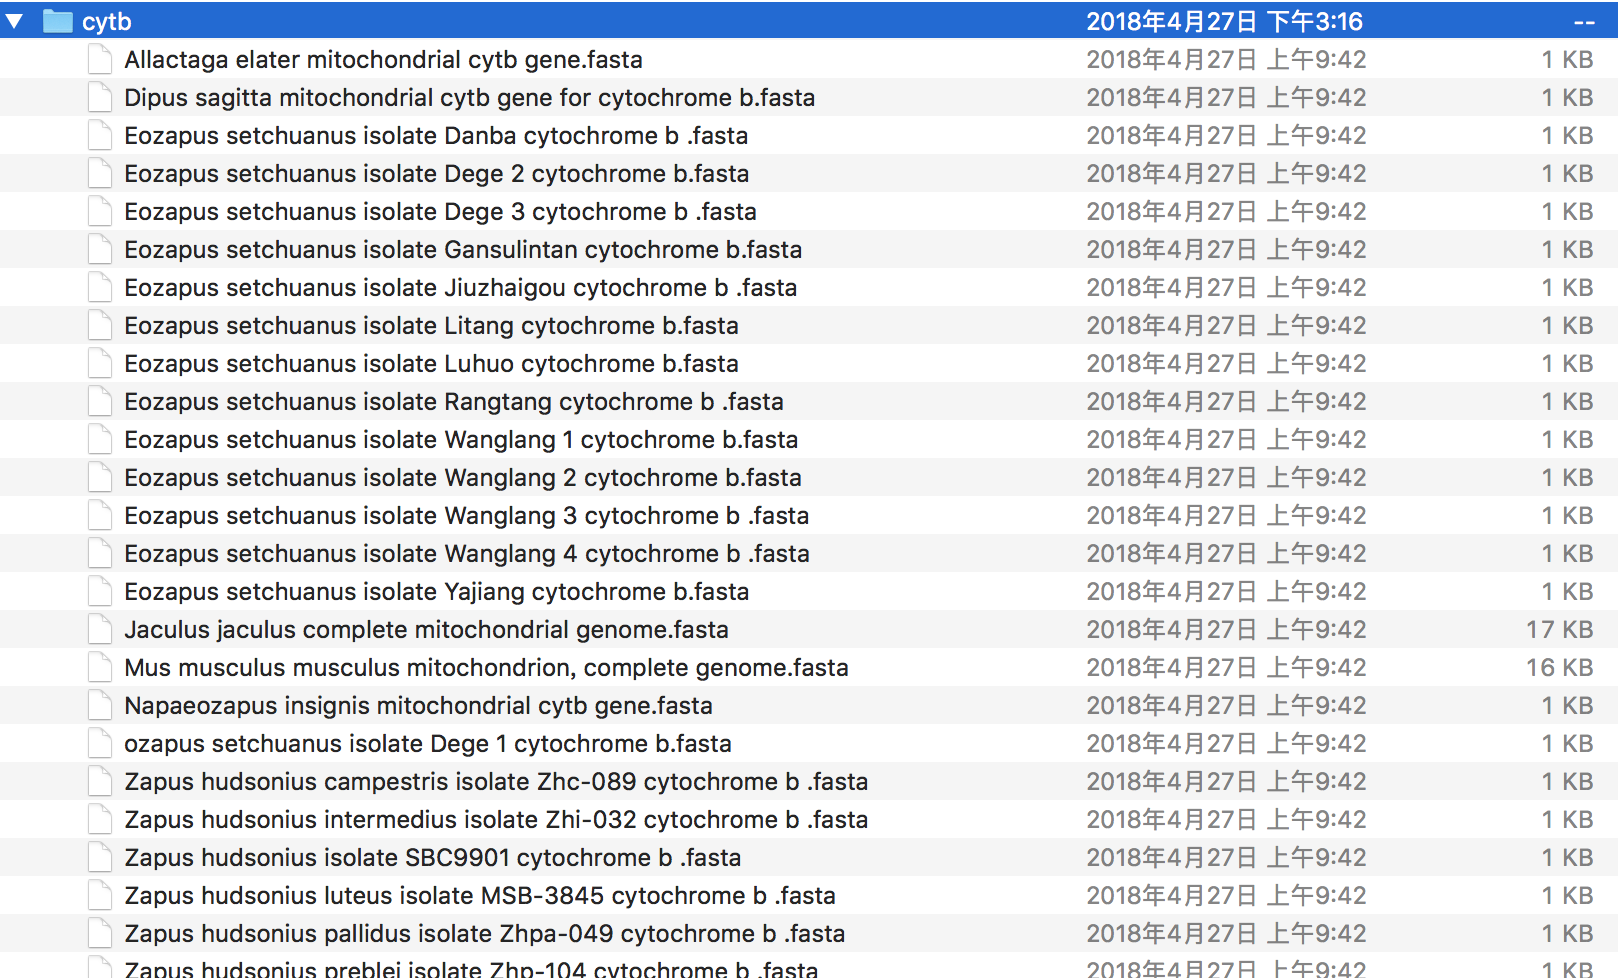 cytb 2018年4月27日 下午3:16 --
Allactaga elater mitochondrial cytb gene.fasta 2018年4月27日 上午9:42 1 KB
Dipus sagitta mitochondrial cytb gene for cytochrome b.fasta 2018年4月27日 上午9:42 1 KB
Eozapus setchuanus isolate Danba cytochrome b .fasta 2018年4月27日 上午9:42 1 KB
Eozapus setchuanus isolate Dege 2 cytochrome b.fasta 2018年4月27日 上午9:42 1 KB
Eozapus setchuanus isolate Dege 3 cytochrome b .fasta 2018年4月27日 上午9:42 1 KB
Eozapus setchuanus isolate Gansulintan cytochrome b.fasta 2018年4月27日 上午9:42 1 KB
Eozapus setchuanus isolate Jiuzhaigou cytochrome b .fasta 2018年4月27日 上午9:42 1 KB
Eozapus setchuanus isolate Litang cytochrome b.fasta 2018年4月27日 上午9:42 1 KB
Eozapus setchuanus isolate Luhuo cytochrome b.fasta 2018年4月27日 上午9:42 1 KB
Eozapus setchuanus isolate Rangtang cytochrome b .fasta 2018年4月27日 上午9:42 1 KB
Eozapus setchuanus isolate Wanglang 1 cytochrome b.fasta 2018年4月27日 上午9:42 1 KB
Eozapus setchuanus isolate Wanglang 2 cytochrome b.fasta 2018年4月27日 上午9:42 1 KB
Eozapus setchuanus isolate Wanglang 3 cytochrome b .fasta 2018年4月27日 上午9:42 1 KB
Eozapus setchuanus isolate Wanglang 4 cytochrome b .fasta 2018年4月27日 上午9:42 1 KB
Eozapus setchuanus isolate Yajiang cytochrome b.fasta 2018年4月27日 上午9:42 1 KB
Jaculus jaculus complete mitochondrial genome.fasta 2018年4月27日 上午9:42 17 KB
Mus musculus musculus mitochondrion, complete genome.fasta 2018年4月27日 上午9:42 16 KB
Napaeozapus insignis mitochondrial cytb gene.fasta 2018年4月27日 上午9:42 1 KB
ozapus setchuanus isolate Dege 1 cytochrome b.fasta 2018年4月27日 上午9:42 1 KB
Zapus hudsonius campestris isolate Zhc-089 cytochrome b .fasta 2018年4月27日 上午9:42 1 KB
Zapus hudsonius intermedius isolate Zhi-032 cytochrome b .fasta 2018年4月27日 上午9:42 1 KB
Zapus hudsonius isolate SBC9901 cytochrome b .fasta 2018年4月27日 上午9:42 1 KB
Zapus hudsonius luteus isolate MSB-3845 cytochrome b .fasta 2018年4月27日 上午9:42 1 KB
Zapus hudsonius pallidus isolate Zhpa-049 cytochrome b .fasta 2018年4月27日 上午9:42 1 KB
Zapus hudsonius preblei isolate Zhp-104 cytochrome b .fasta 2018年4月27日 上午9:42 1 KB